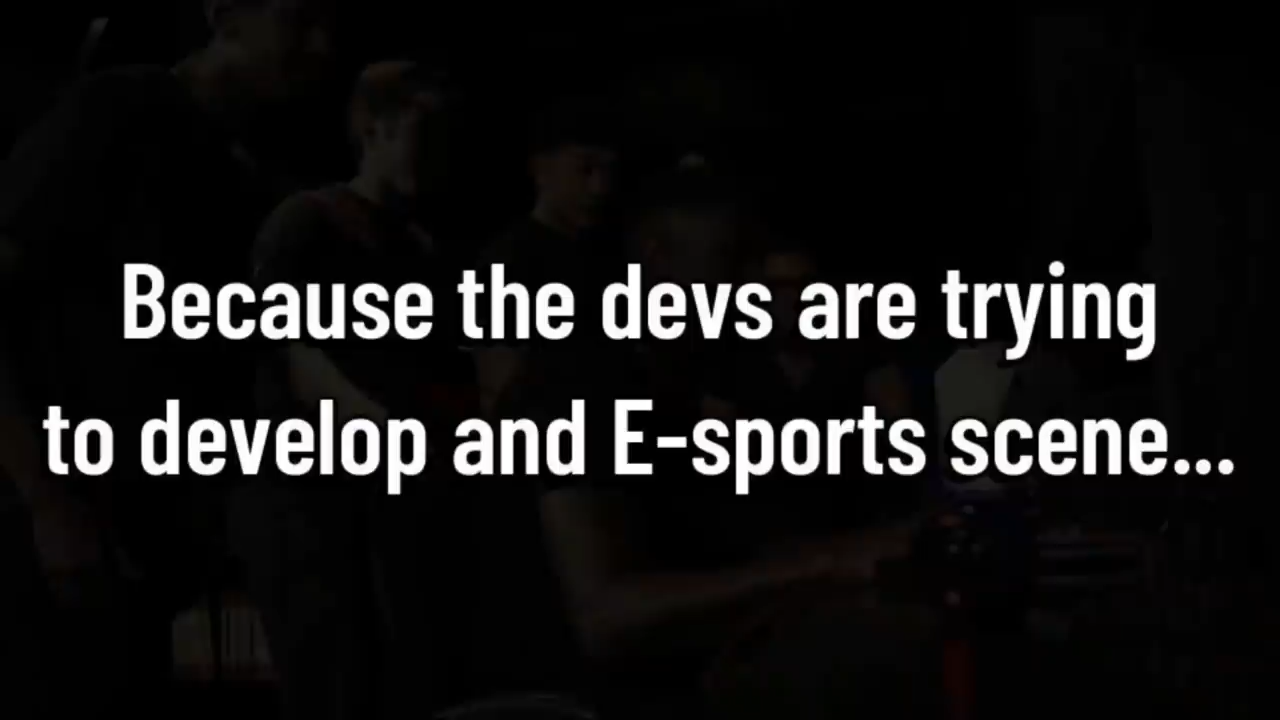 Because the devs are trying
to develop and E-sports scene...